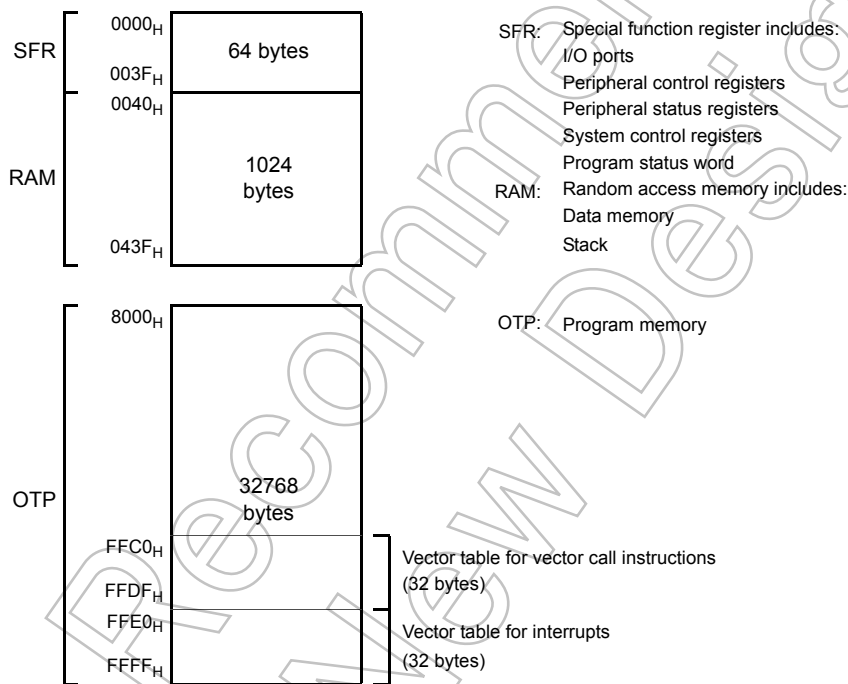 SFR
0000H
64 bytes
003FH
RAM
0040H
1024
bytes
043FH
SFR: Special function register includes:
I/O ports
Peripheral control registers
Peripheral status registers
System control registers
Program status word
RAM: Random access memory includes:
Data memory
Stack
OTP
8000H
32768
bytes
FFC0H
FFDFH
FFE0H
FFFFH
OTP: Program memory
Vector table for vector call instructions
(32 bytes)
Vector table for interrupts
(32 bytes)
Recommen
New Desig